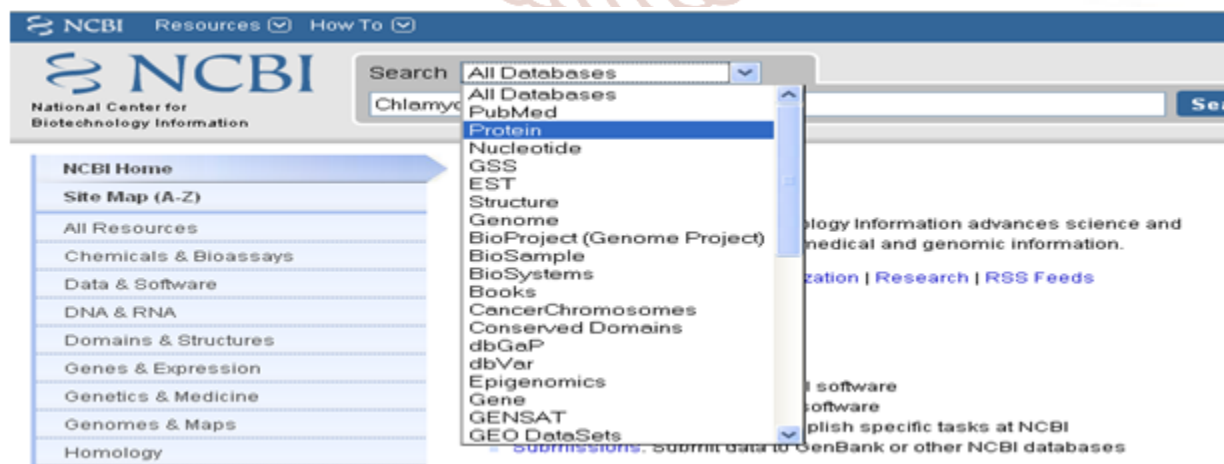 NCBI Resources How To
NCBI
National Center for
Biotechnology Information
Search All Databases
Chlamyc
All Databases
PubMed
Protein
Nucleotide
GSS
EST
Structure
Genome
BioProject (Genome Project)
BioSample
BioSystems
Books
CancerChromosomes
Conserved Domains
dbGaP
dbVar
Epigenomics
Gene
GENSAT
GEO DataSets
NCBI Home
Site Map (A-Z)
All Resources
Chemicals & Bioassays
Data & Software
DNA & RNA
Domains & Structures
Genes & Expression
Genetics & Medicine
Genomes & Maps
Homology
logy Information advances science and
nedical and genomic information.
zation | Research | RSS Feeds
l software
software
plish specific tasks at NCBI
Submissions: Submit data to GenBank or other NCBI databases